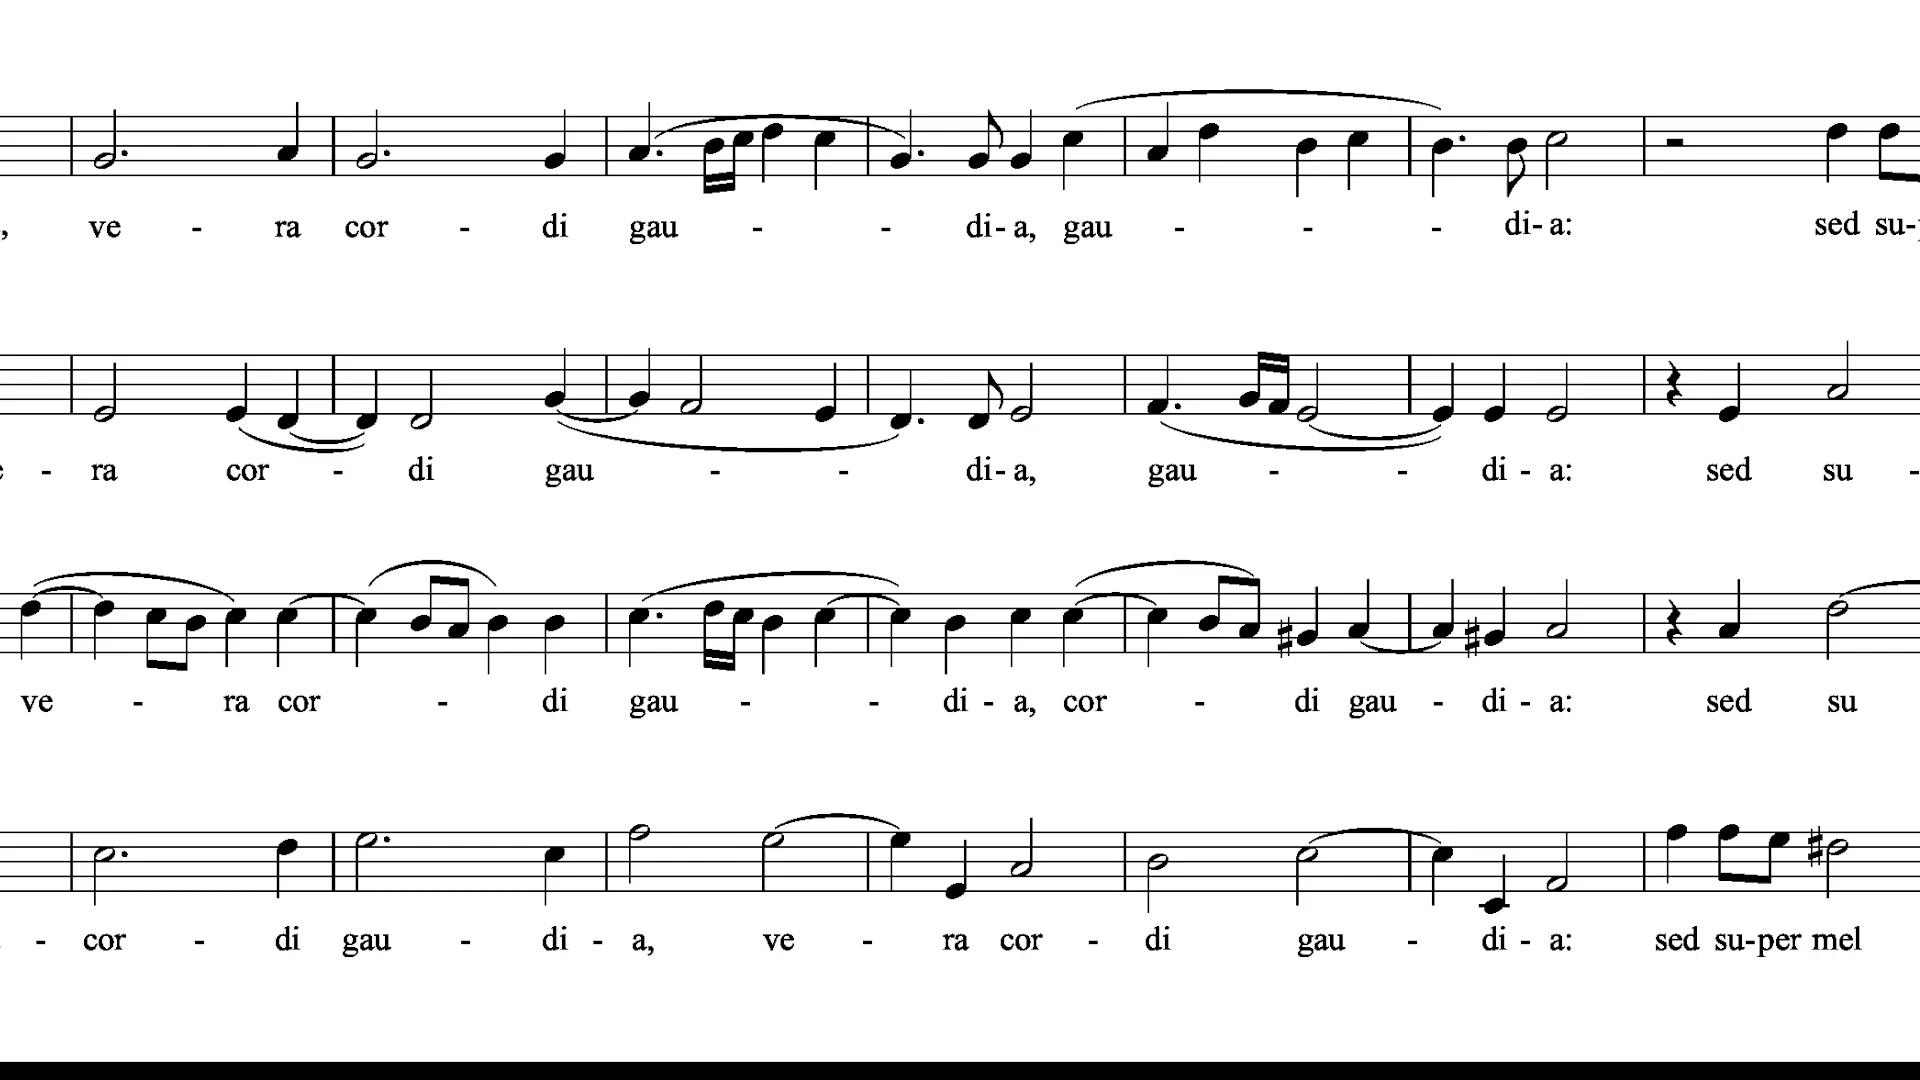 ve - ra cor - di gau - - di- a, gau - - - di- a: sed su-
- ra cor - di gau - - di- a, gau - - di - a: sed su -
ve - ra cor - di gau - - di - a, cor - di gau - di - a: sed su
- cor - di gau - di - a, ve - ra cor - di gau - di - a: sed su-per mel